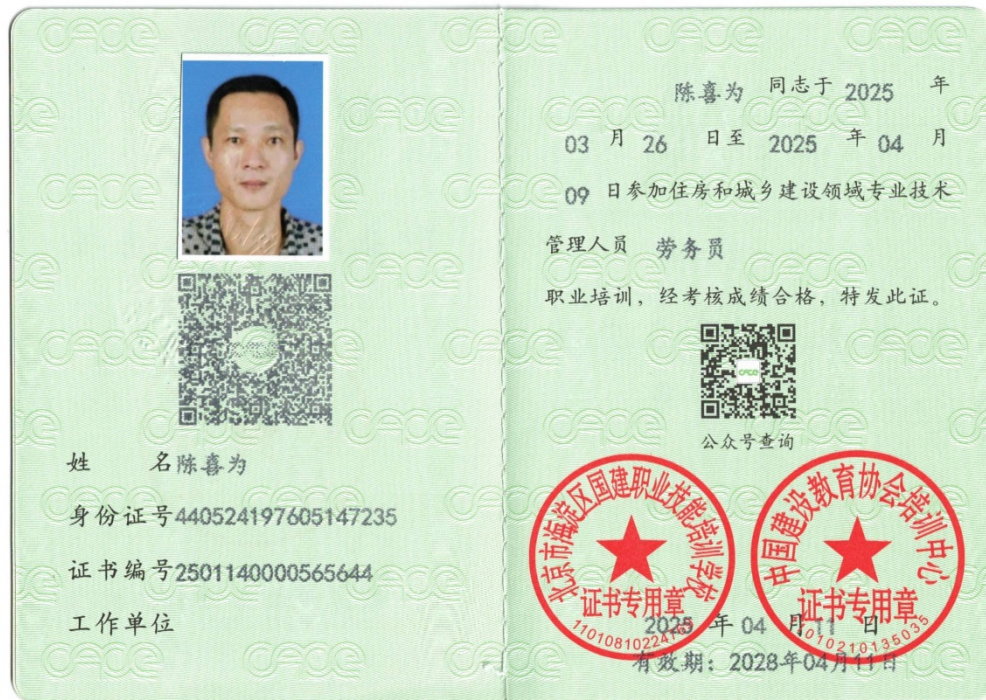 姓 名陈喜为
身份证号440524197605147235
证书编号2501140000565644
工作单位
陈喜为 同志于 2025 年
03 月 26 日至 2025 年 04 月
09 日参加住房和城乡建设领域专业技术
管理人员 劳务员
职业培训，经考核成绩合格，特发此证。
CACE
公众号查询
北京市海淀区国建职业技能培训学校
证书专用章
中国建设教育协会培训中心
证书专用章
11010210135035
2025 年 04 月 11 日
有效期：2028年04月11日